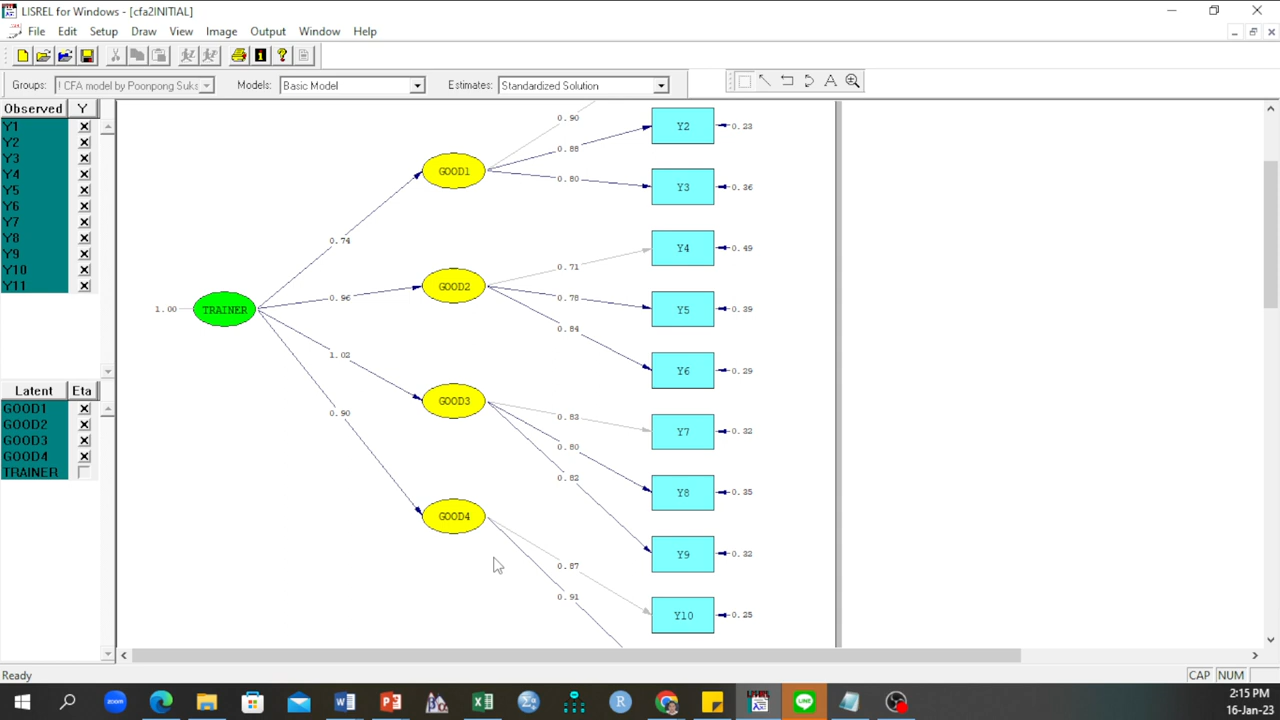 LISREL for Windows - [cfa2INITIAL]
File Edit Setup Draw View Image Output Window Help
Groups: ! CFA model by Poonpong Suks Models: Basic Model Estimates: Standardized Solution
Observed Y
Y1
Y2
Y3
Y4
Y5
Y6
Y7
Y8
Y9
Y10
Y11
Latent Eta
GOOD1
GOOD2
GOOD3
GOOD4
TRAINER
0.90
Y2 0.23
0.88
GOOD1
0.80
Y3 0.36
0.74
Y4 0.49
0.71
GOOD2
0.96
0.78
1.00 TRAINER
Y5 0.39
0.84
1.02
Y6 0.29
GOOD3
0.90
0.83
Y7 0.32
0.80
0.82
Y8 0.35
GOOD4
Y9 0.32
0.87
0.91
Y10 0.25
Ready
CAP NUM
zoom
W
P
X
Σ
R
LISREL
LINE
2:15 PM
16-Jan-23